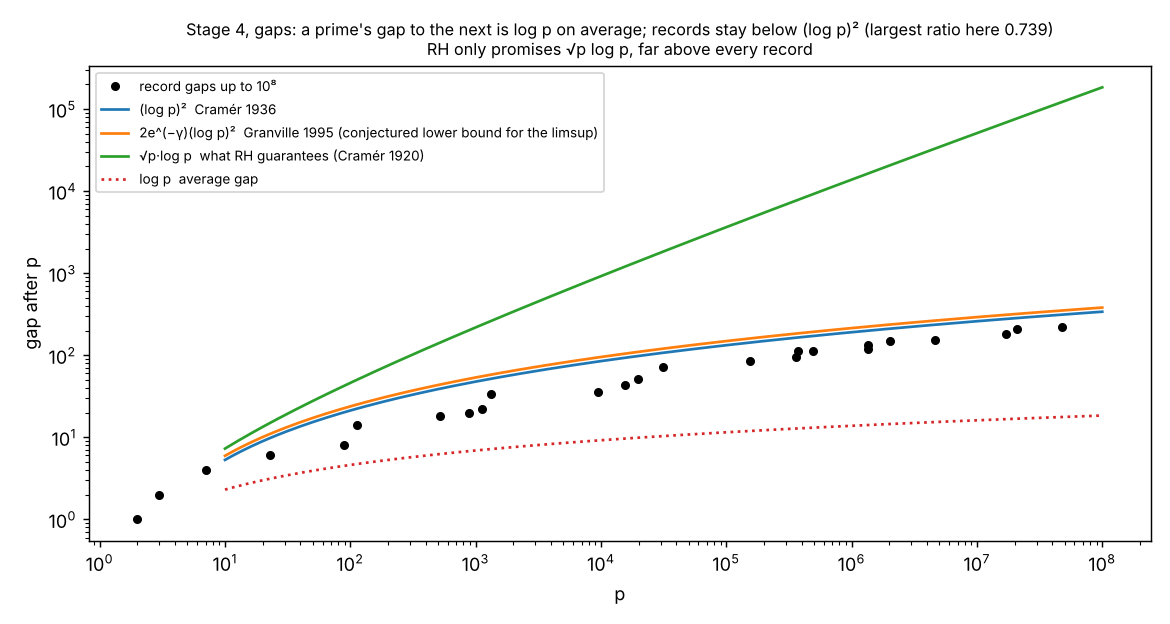 Stage 4, gaps: a prime's gap to the next is log p on average; records stay below (log p)² (largest ratio here 0.739)
RH only promises √p log p, far above every record
record gaps up to 10⁸
(log p)²  Cramér 1936
2e^(−γ)(log p)²  Granville 1995 (conjectured lower bound for the limsup)
√p·log p  what RH guarantees (Cramér 1920)
log p  average gap
gap after p
10⁵
10⁴
10³
10²
10¹
10⁰
10⁰ 10¹ 10² 10³ 10⁴ 10⁵ 10⁶ 10⁷ 10⁸
p